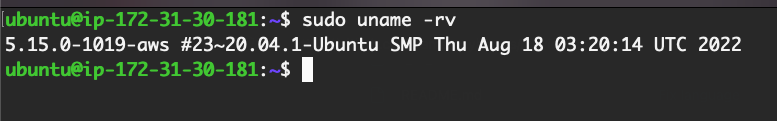 ubuntu@ip-172-31-30-181:~$ sudo uname -rv
5.15.0-1019-aws #23~20.04.1-Ubuntu SMP Thu Aug 18 03:20:14 UTC 2022
ubuntu@ip-172-31-30-181:~$